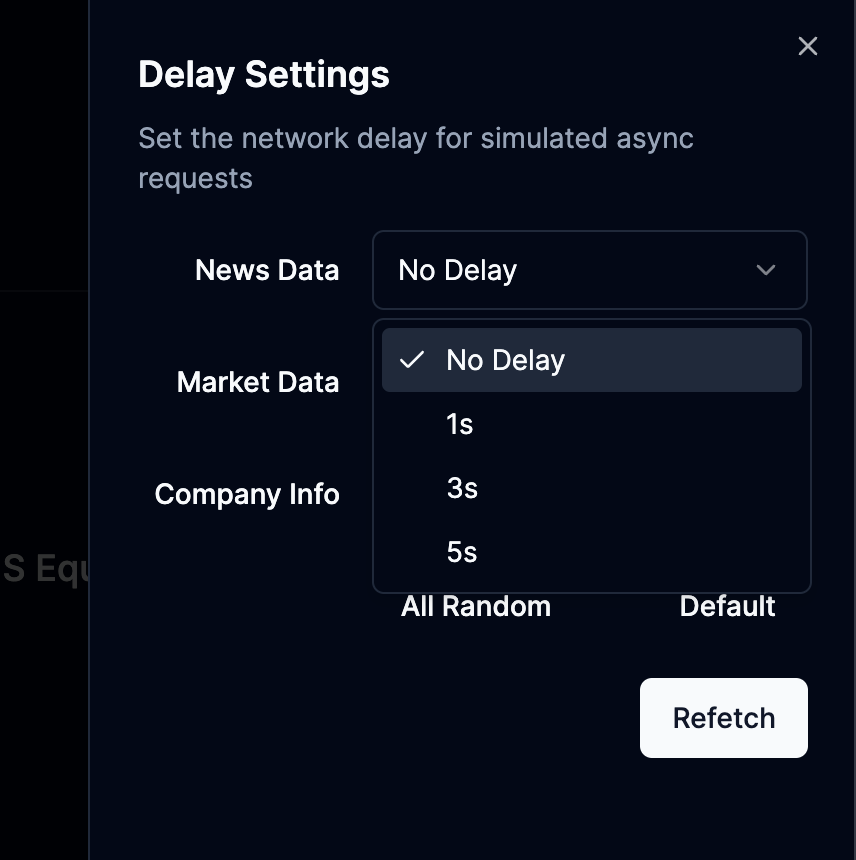 Delay Settings
Set the network delay for simulated async
requests
News Data
No Delay
No Delay
Market Data
1s
3s
Company Info
5s
S Equ
All Random
Default
Refetch